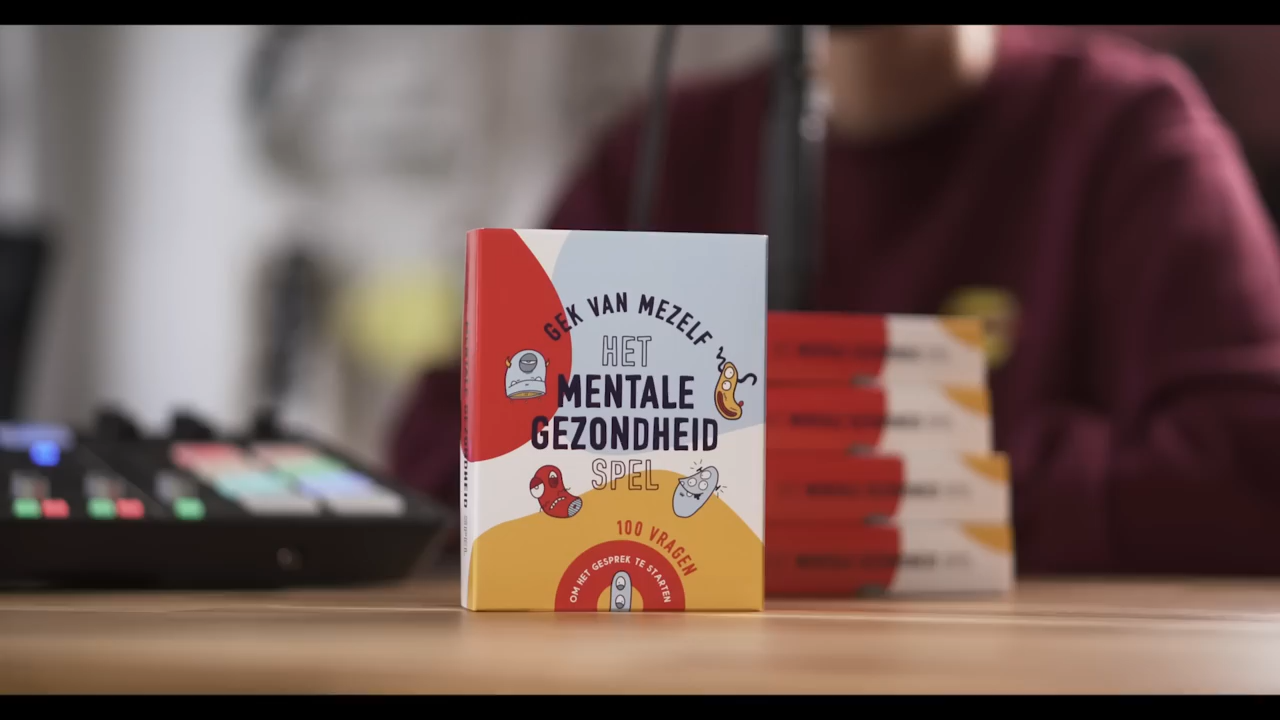 GEK VAN MEZELF
HET
MENTALE
GEZONDHEID
SPEL
100 VRAGEN
OM HET GESPREK TE STARTEN